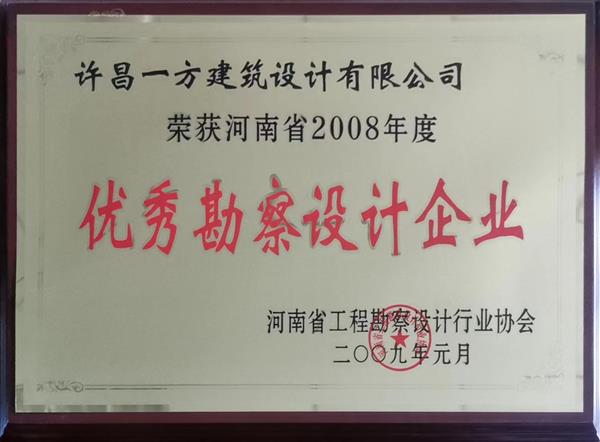 许昌一方建筑设计有限公司
荣获河南省2008年度
优秀勘察设计企业
河南省工程勘察设计行业协会
二〇〇九年元月